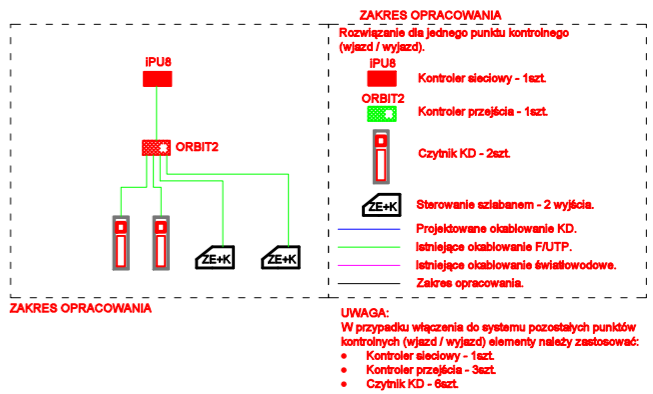 ZAKRES OPRACOWANIA
Rozwiązanie dla jednego punktu kontrolnego
(wjazd / wyjazd).
iPU8
Kontroler sieciowy - 1szt.
ORBIT2
Kontroler przejścia - 1szt.
Czytnik KD - 2szt.
ZE+K
Sterowanie szlabanem - 2 wyjścia.
Projektowane okablowanie KD.
Istniejące okablowanie F/UTP.
Istniejące okablowanie światłowodowe.
Zakres opracowania.
iPU8
ORBIT2
ZE+K
ZE+K
ZAKRES OPRACOWANIA
UWAGA:
W przypadku włączenia do systemu pozostałych punktów
kontrolnych (wjazd / wyjazd) elementy należy zastosować:
• Kontroler sieciowy - 1szt.
• Kontroler przejścia - 3szt.
• Czytnik KD - 6szt.